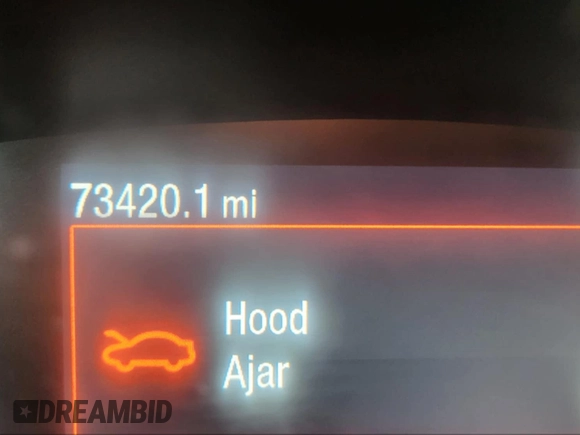 73420.1 mi
Hood
Ajar
DREAMBID